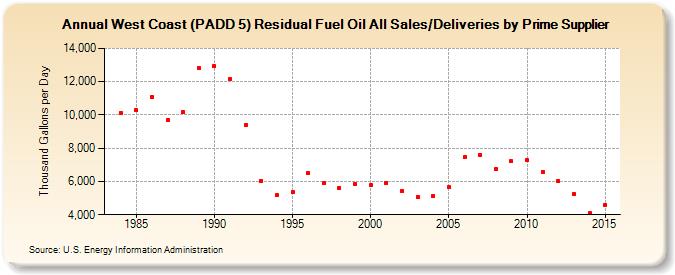 Annual West Coast (PADD 5) Residual Fuel Oil All Sales/Deliveries by Prime Supplier
Thousand Gallons per Day
14,000
12,000
10,000
8,000
6,000
4,000
1985 1990 1995 2000 2005 2010 2015
Source: U.S. Energy Information Administration